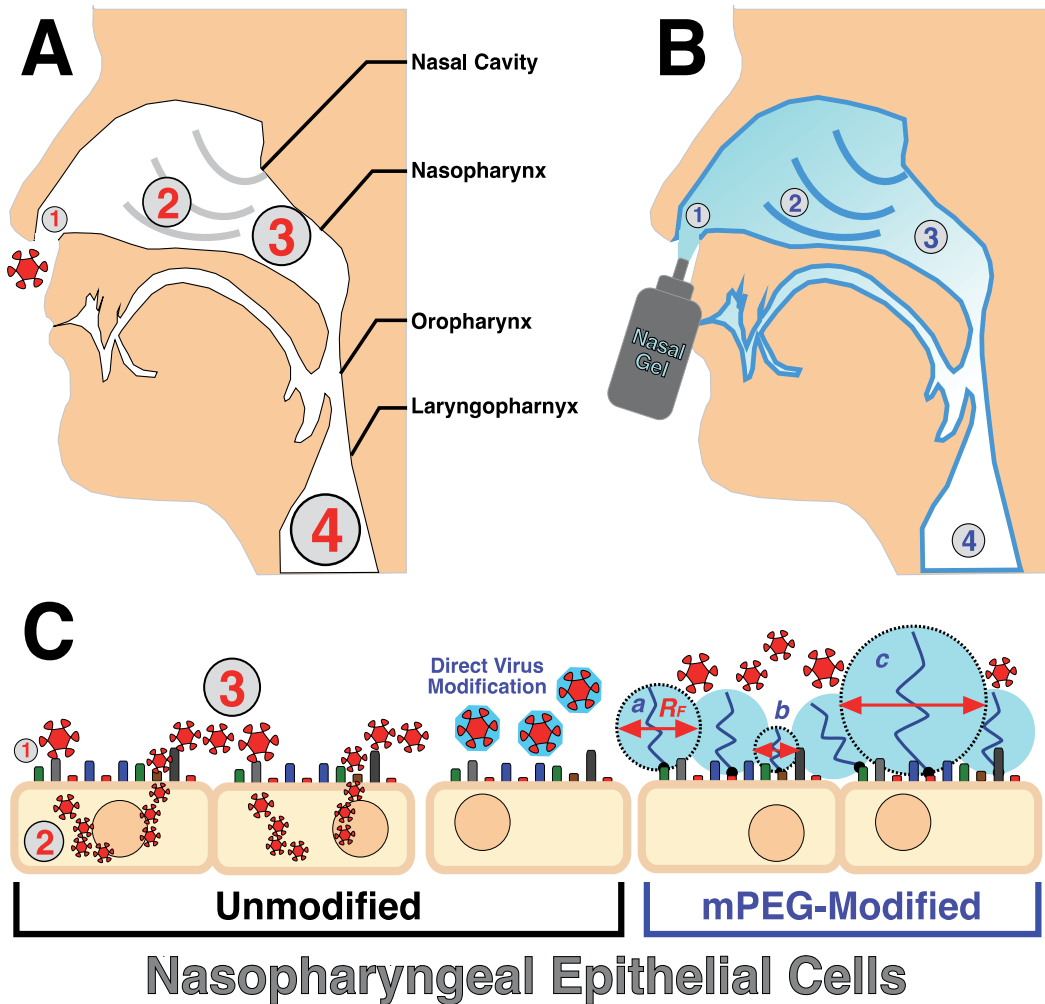 A
Nasal Cavity
Nasopharynx
Oropharynx
Laryngopharnyx
1
2
3
4
B
1
2
3
4
Nasal
Gel
C
3
1
2
Direct Virus
Modification
a
RF
b
c
Unmodified
mPEG-Modified
Nasopharyngeal Epithelial Cells